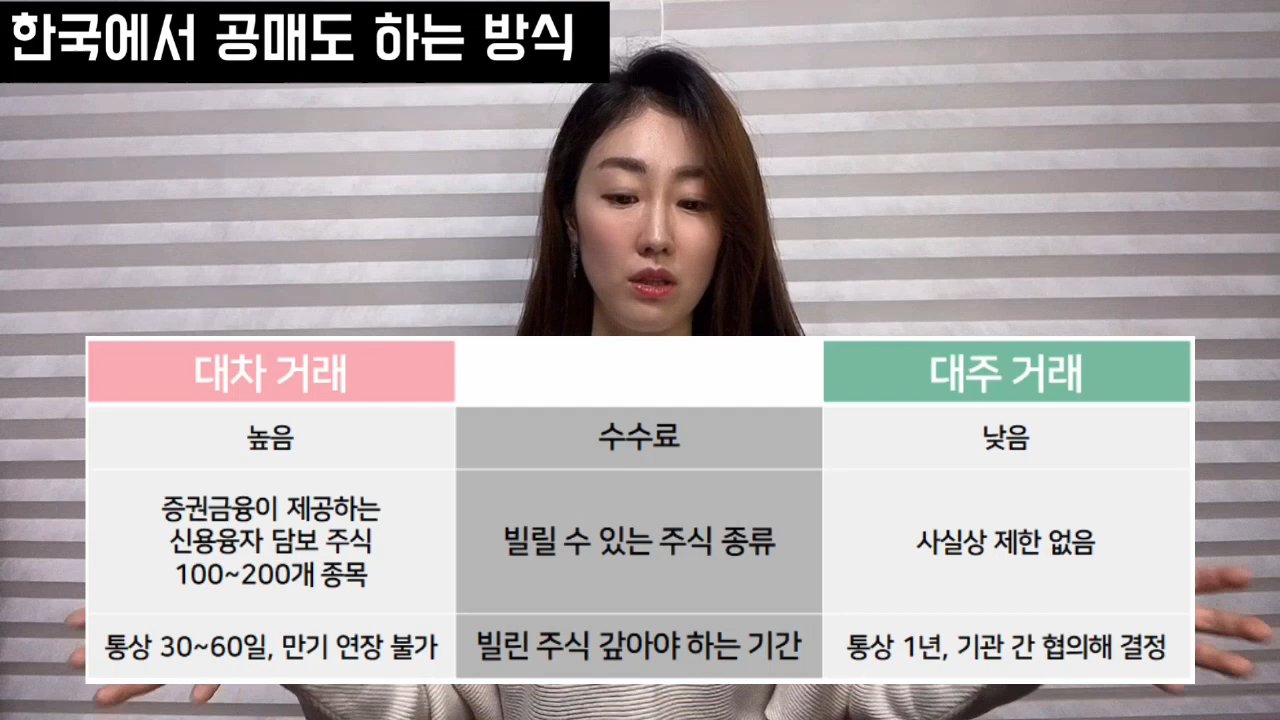 한국에서 공매도 하는 방식
대차 거래
대주 거래
높음
수수료
낮음
증권금융이 제공하는
신용융자 담보 주식
100~200개 종목
빌릴 수 있는 주식 종류
사실상 제한 없음
통상 30~60일, 만기 연장 불가
빌린 주식 갚아야 하는 기간
통상 1년, 기관 간 협의해 결정